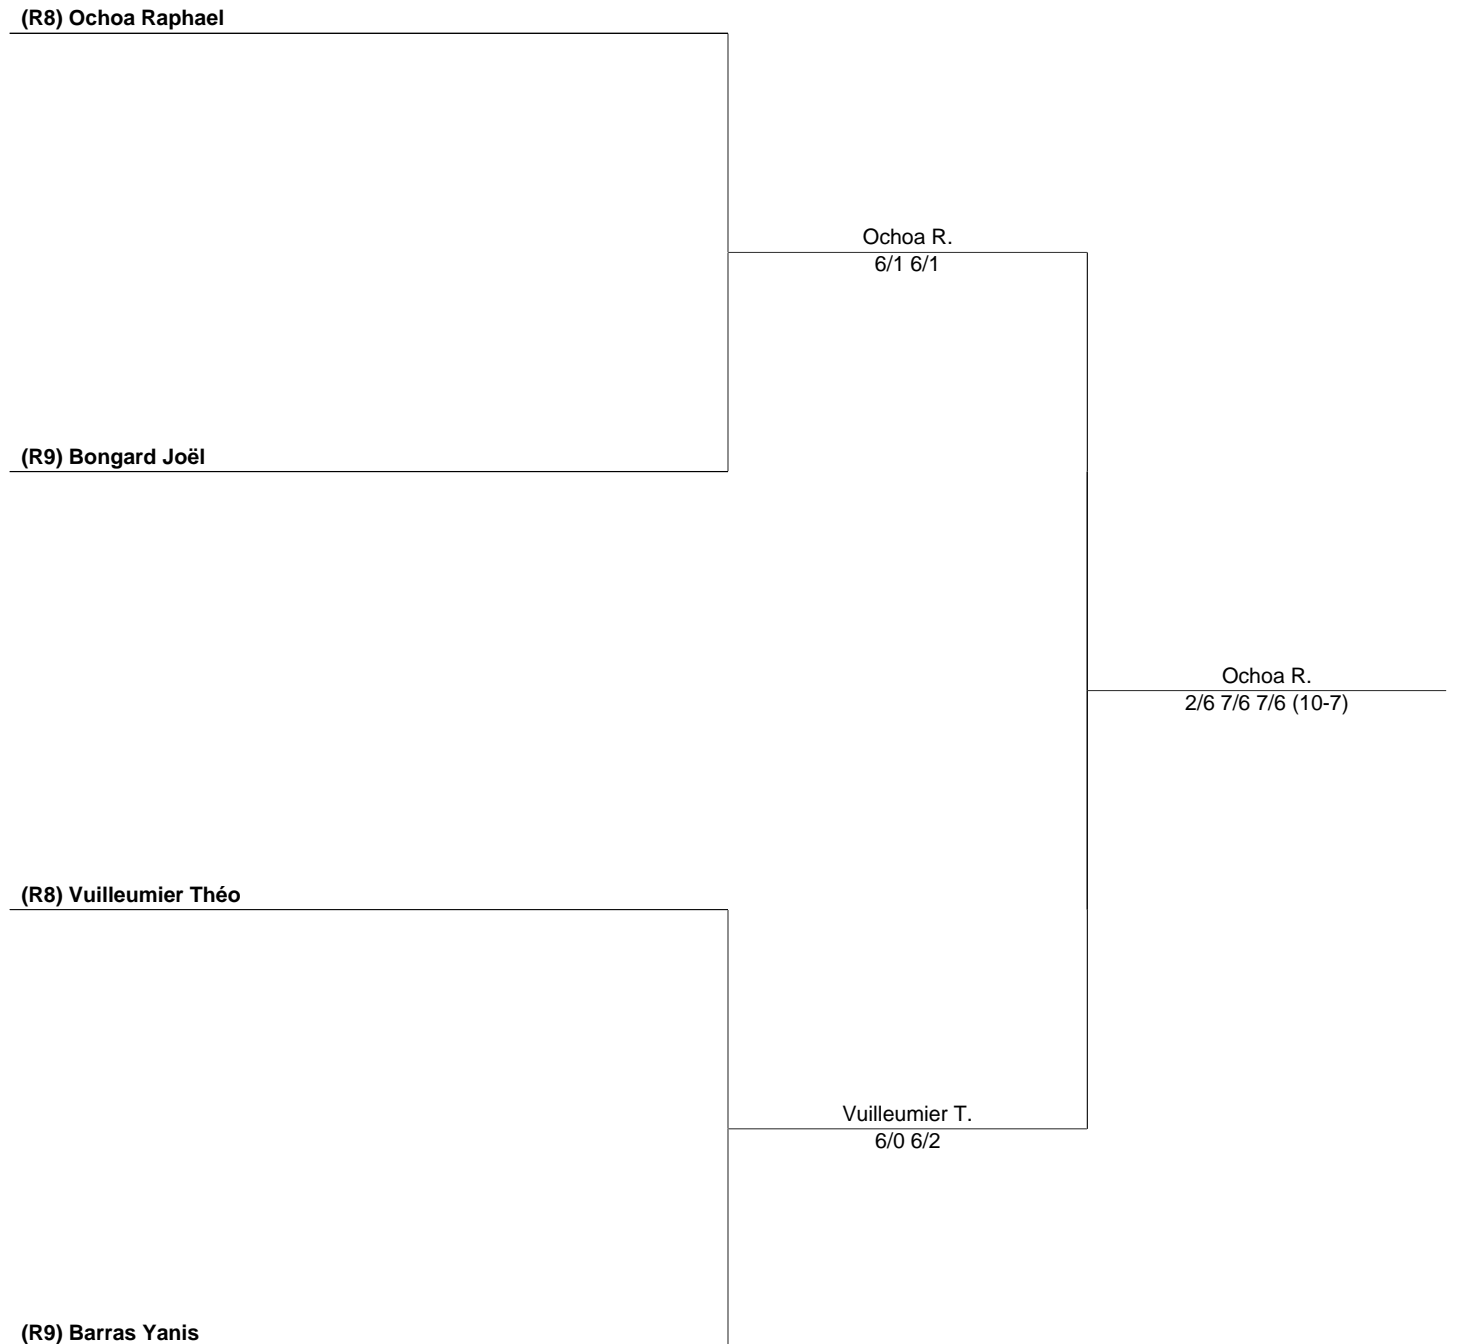 (R8) Ochoa Raphael
Ochoa R.
6/1 6/1
(R9) Bongard Joël
Ochoa R.
2/6 7/6 7/6 (10-7)
(R8) Vuilleumier Théo
Vuilleumier T.
6/0 6/2
(R9) Barras Yanis